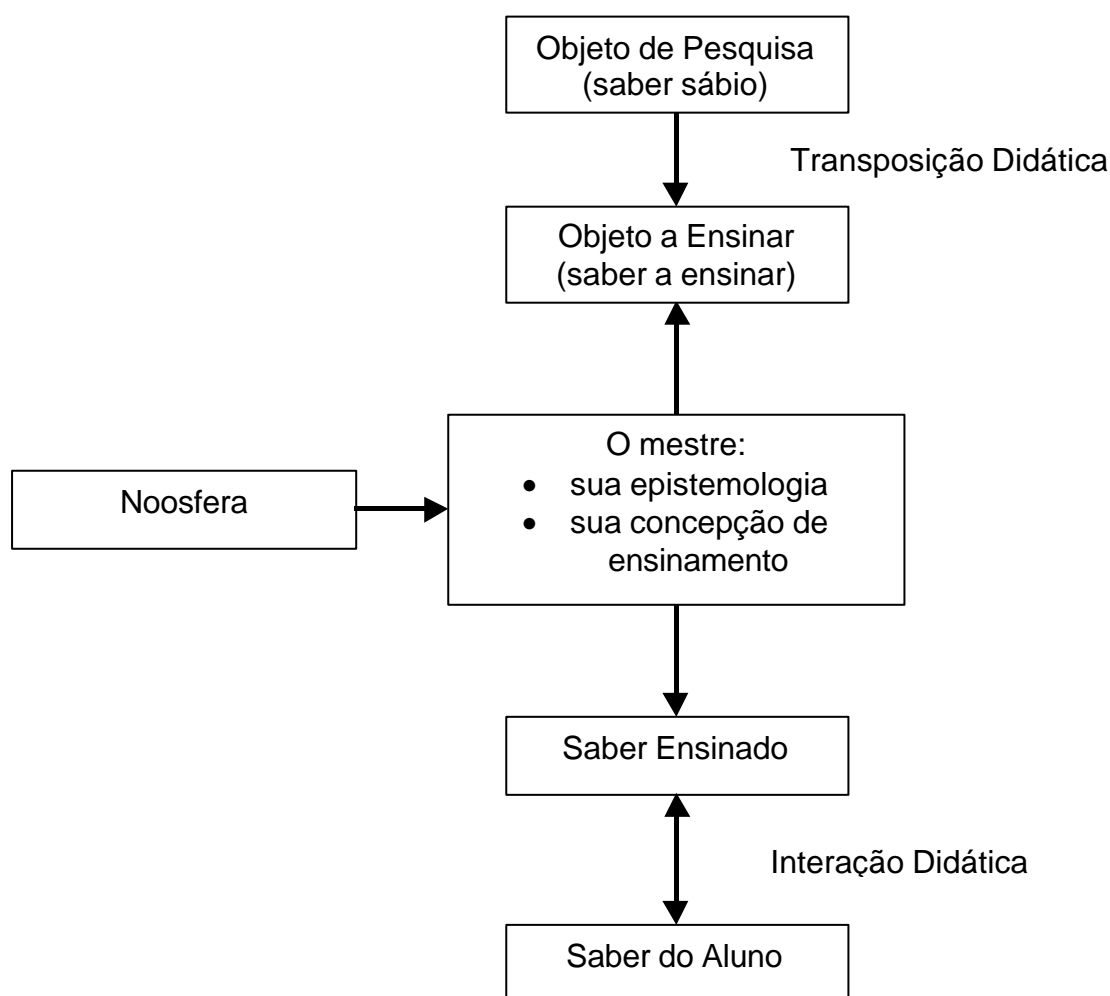 Objeto de Pesquisa
(saber sábio)
Transposição Didática
Objeto a Ensinar
(saber a ensinar)
O mestre:
• sua epistemologia
• sua concepção de
ensinamento
Noosfera
Saber Ensinado
Interação Didática
Saber do Aluno